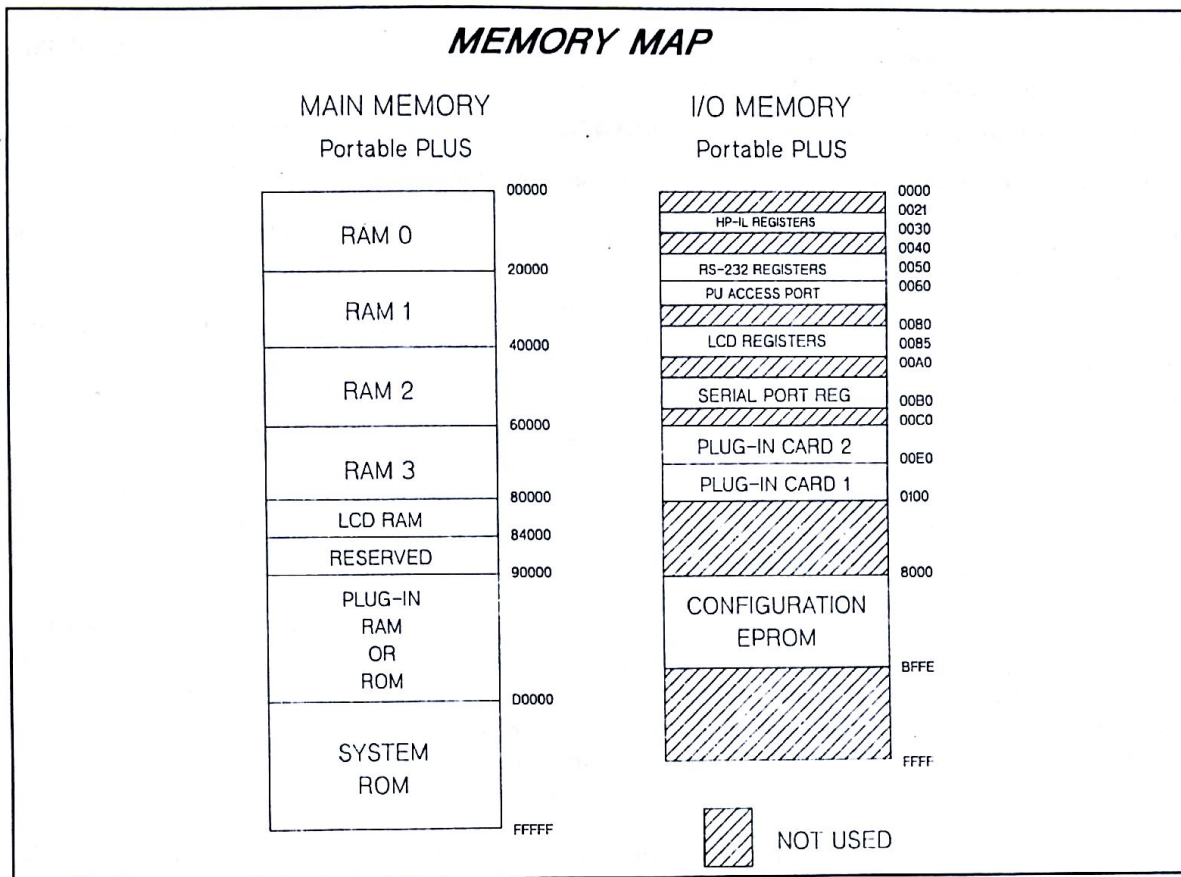 MEMORY MAP
MAIN MEMORY
Portable PLUS
00000
RAM 0
20000
RAM 1
40000
RAM 2
60000
RAM 3
80000
LCD RAM
84000
RESERVED
90000
PLUG-IN
RAM
OR
ROM
D0000
SYSTEM
ROM
FFFFF
I/O MEMORY
Portable PLUS
0000
0021
HP-IL REGISTERS
0030
0040
RS-232 REGISTERS
0050
0060
PU ACCESS PORT
0080
LCD REGISTERS
0085
00A0
SERIAL PORT REG
00B0
00C0
PLUG-IN CARD 2
00E0
PLUG-IN CARD 1
0100
8000
CONFIGURATION
EPROM
BFFE
FFFF
NOT USED